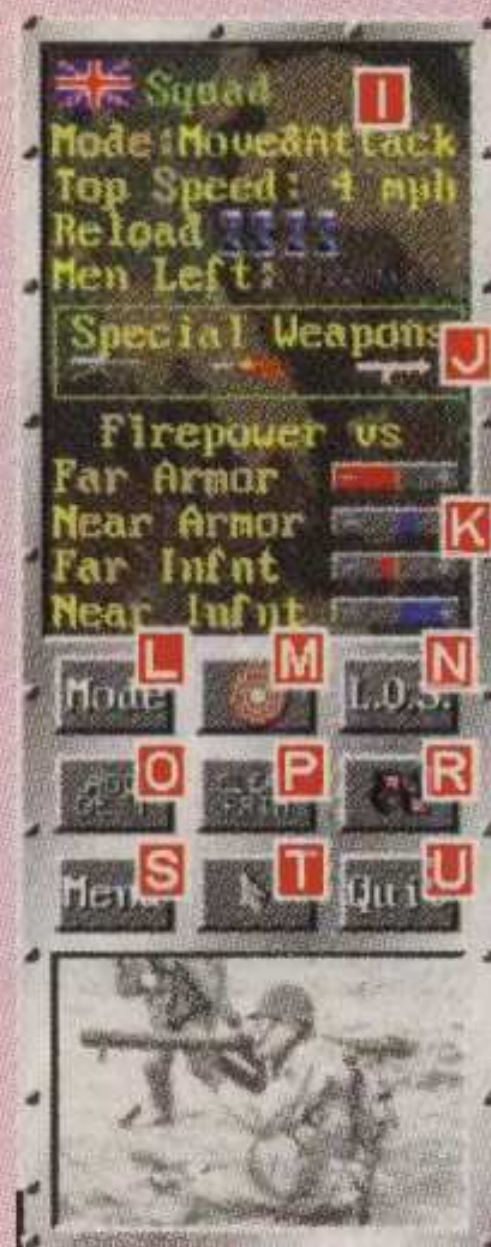 Squad I
Mode:Move&Attack
Top Speed: 4 mph
Reload
Men Left:
Special Weapons J
Firepower vs
Far Armor
Near Armor K
Far Infnt
Near Infnt
L M N
Mode L.O.S.
O P R
S T U
Menu Quit